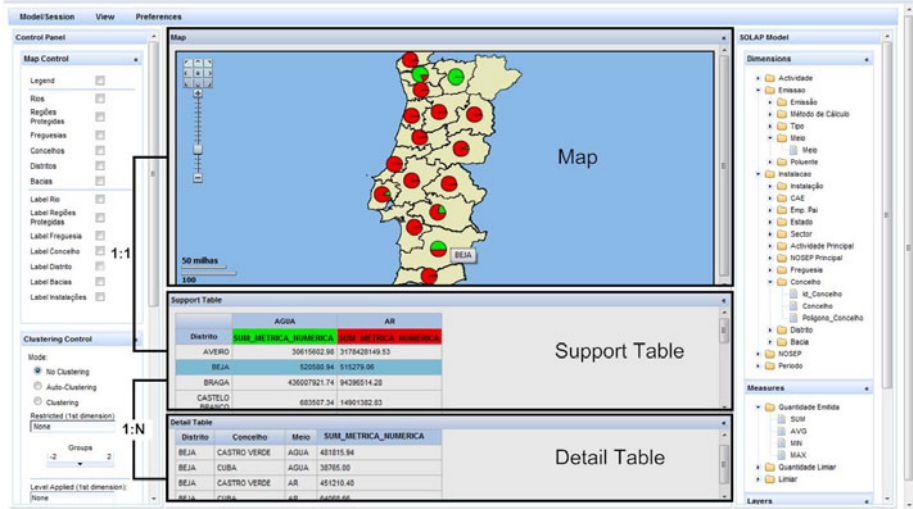 Model/Session View Preferences
Control Panel
Map Control
Legend
Rios
Regiões
Protegidas
Freguesias
Concelhos
Distritos
Bacias
Label Rio
Label Regiões
Protegidas
Label Freguesia
Label Concelho
Label Distrito
Label Bacias
Label Instalações
Clustering Control
Mode:
No Clustering
Auto-Clustering
Clustering
Restricted (1st dimension)
None
Groups
-2 2
Level Applied (1st dimension):
None
1:1
1:N
Map
Map
BEJA
50 milhas
100
Support Table
AGUA AR
Distrito SUM_METRICA_NUMERICA SUM_METRICA_NUMERICA
AVEIRO 30615602.98 3178428149.53
BEJA 520580.94 515279.06
BRAGA 436007921.74 94396514.28
CASTELO
BRANCO 683507.34 14901382.83
Support Table
Detail Table
Distrito Concelho Meio SUM_METRICA_NUMERICA
BEJA CASTRO VERDE AGUA 481815.94
BEJA CUBA AGUA 38765.00
BEJA CASTRO VERDE AR 451210.40
BEJA CUBA AR 64068.66
Detail Table
SOLAP Model
Dimensions
Actividade
Emissao
Emissão
Método de Cálculo
Tipo
Meio
Meio
Poluente
Instalacao
Instalação
CAE
Emp. Pai
Estado
Sector
Actividade Principal
NOSEP Principal
Freguesia
Concelho
Id_Concelho
Concelho
Poligono_Concelho
Distrito
Bacia
NOSEP
Periodo
Measures
Quantidade Emitida
SUM
AVG
MIN
MAX
Quantidade Limiar
Limiar
Layers